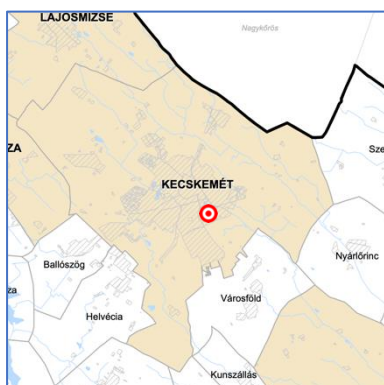 LAJOSMIZSE
Nagykőrös
ZA
Sze
KECSKEMÉT
Nyárlőrinc
Ballószög
Városföld
za
Helvécia
Kunszállás